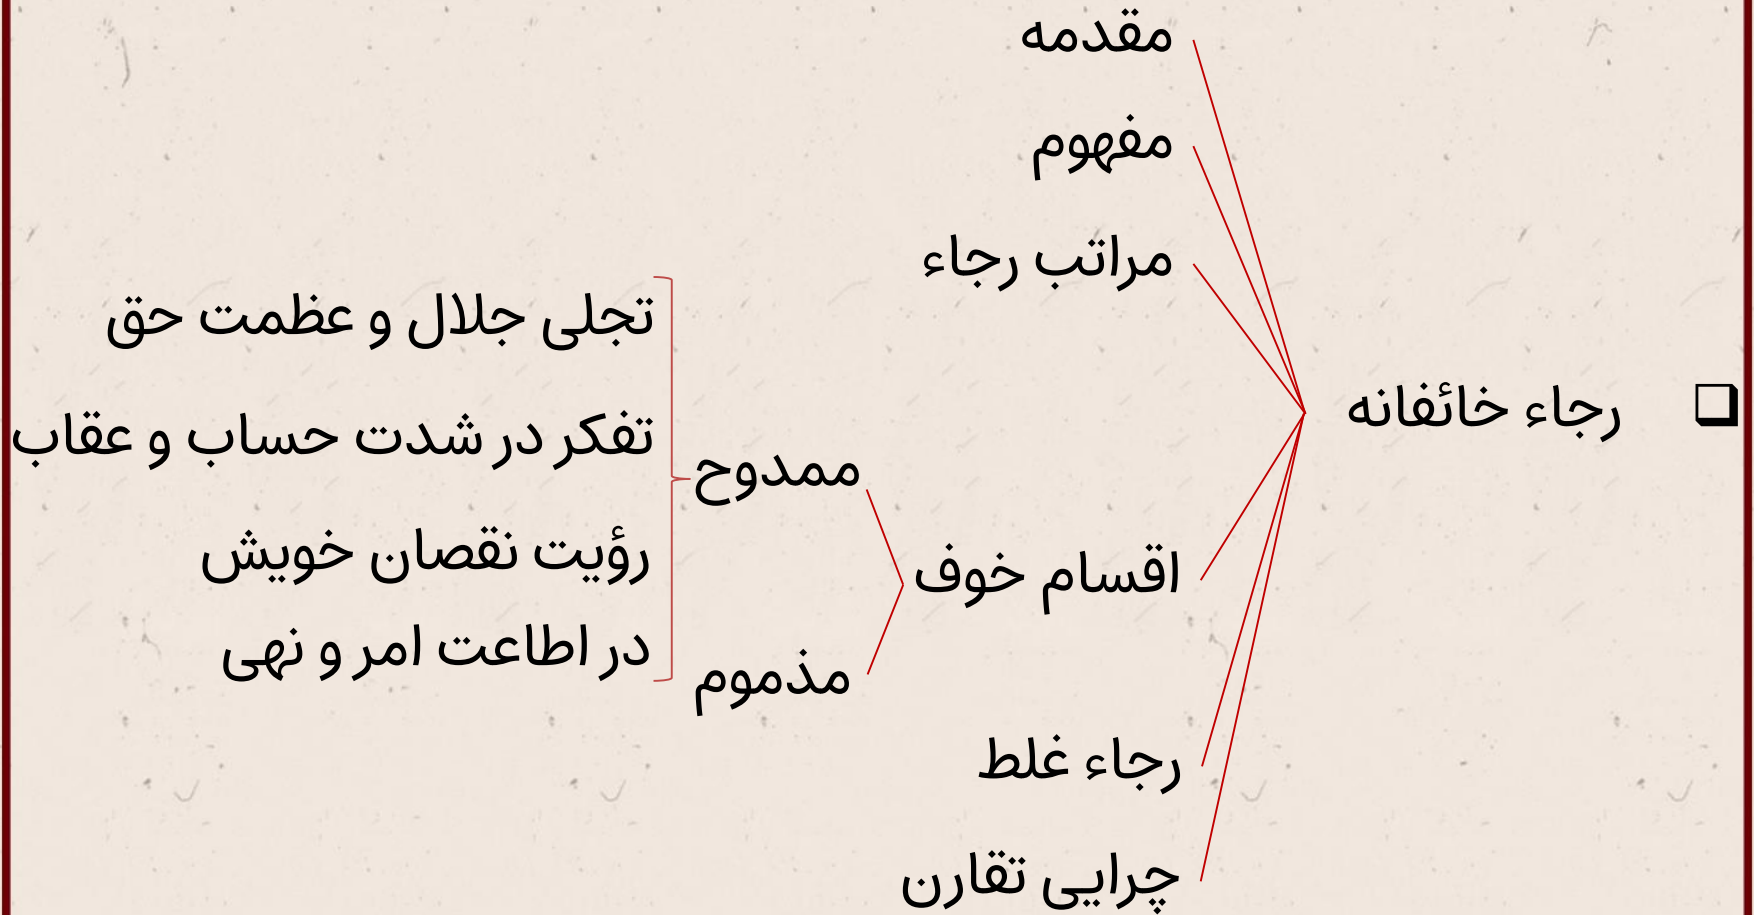 رجاء خائفانه
مقدمه
مفهوم
مراتب رجاء
اقسام خوف
ممدوح
تجلی جلال و عظمت حق
تفکر در شدت حساب و عقاب
رؤیت نقصان خویش
در اطاعت امر و نهی
مذموم
رجاء غلط
چرایی تقارن